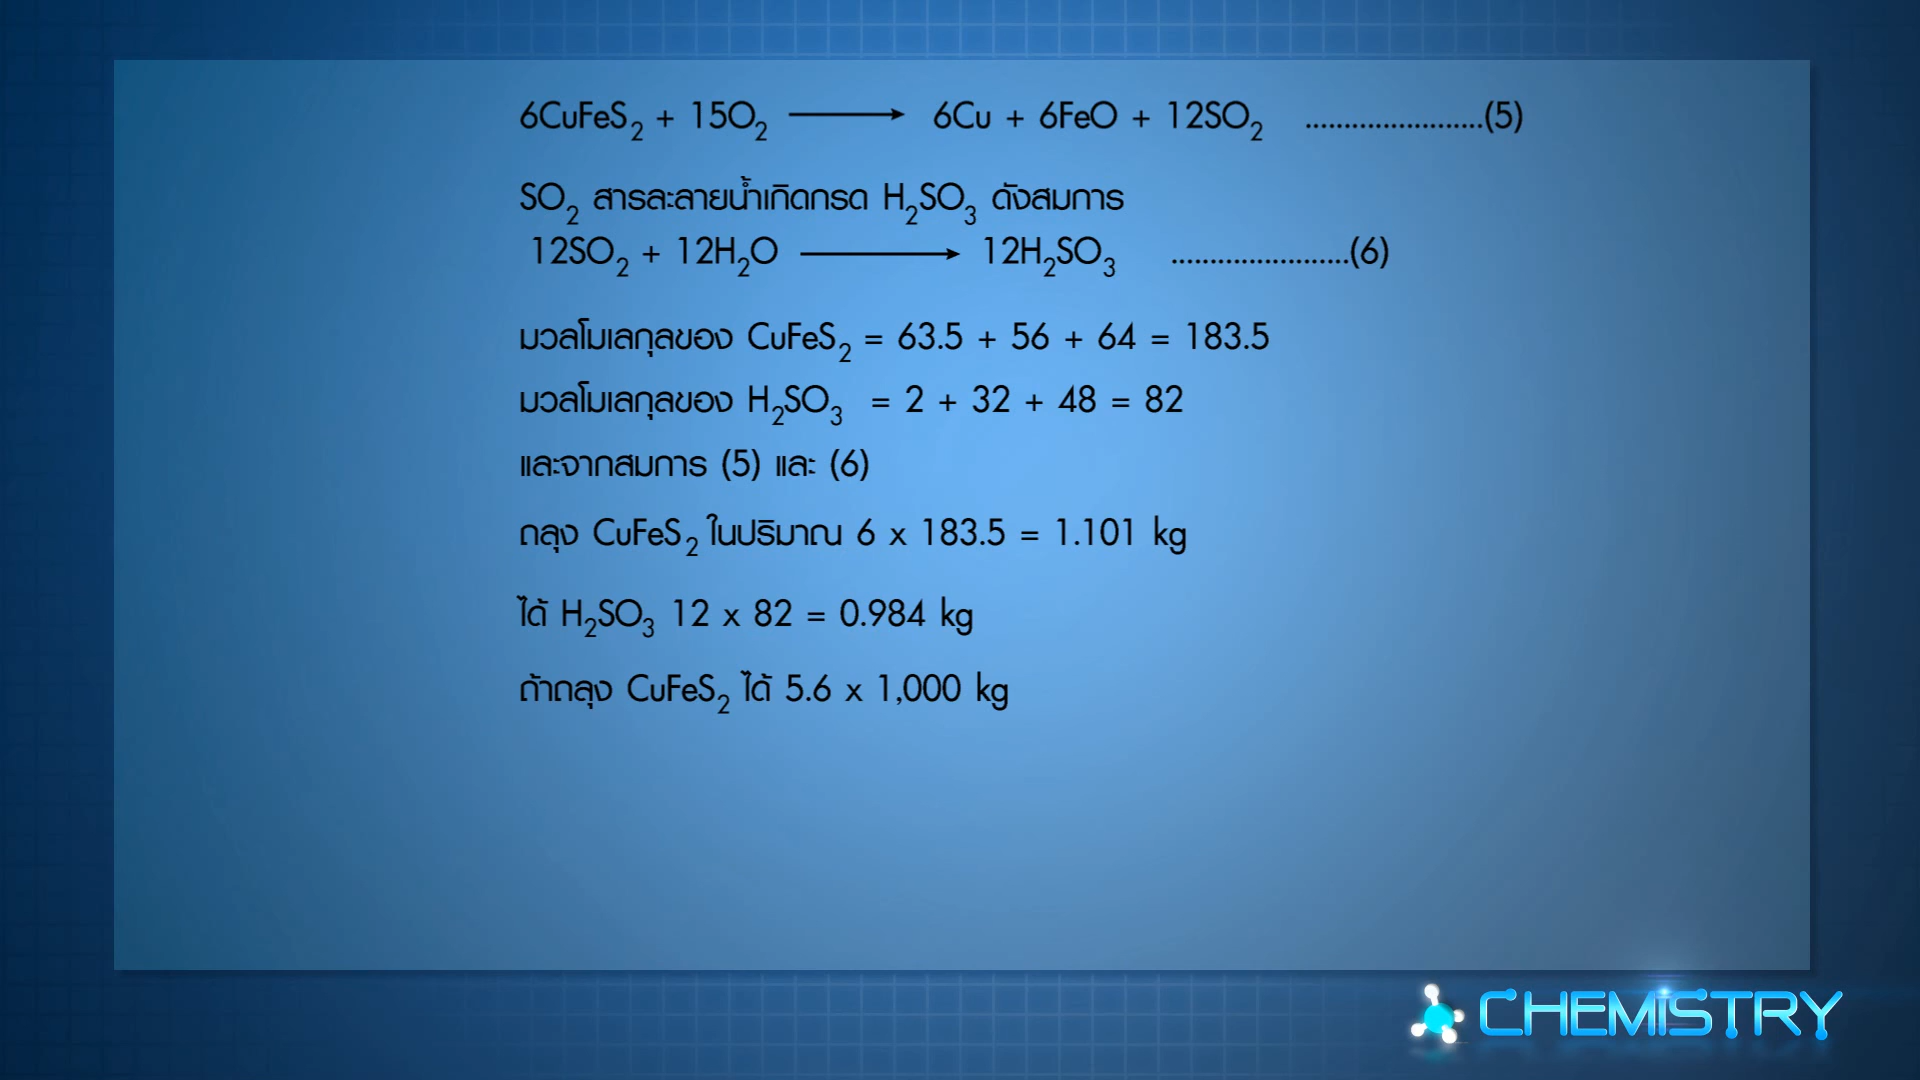 6CuFeS₂ + 15O₂ ⟶ 6Cu + 6FeO + 12SO₂ .......................(5)
SO₂ สารละลายน้ำเกิดกรด H₂SO₃ ดังสมการ
12SO₂ + 12H₂O ⟶ 12H₂SO₃ .......................(6)
มวลโมเลกุลของ CuFeS₂ = 63.5 + 56 + 64 = 183.5
มวลโมเลกุลของ H₂SO₃ = 2 + 32 + 48 = 82
และจากสมการ (5) และ (6)
ถลุง CuFeS₂ ในปริมาณ 6 x 183.5 = 1.101 kg
ได้ H₂SO₃ 12 x 82 = 0.984 kg
ถ้าถลุง CuFeS₂ ได้ 5.6 x 1,000 kg
CHEMISTRY